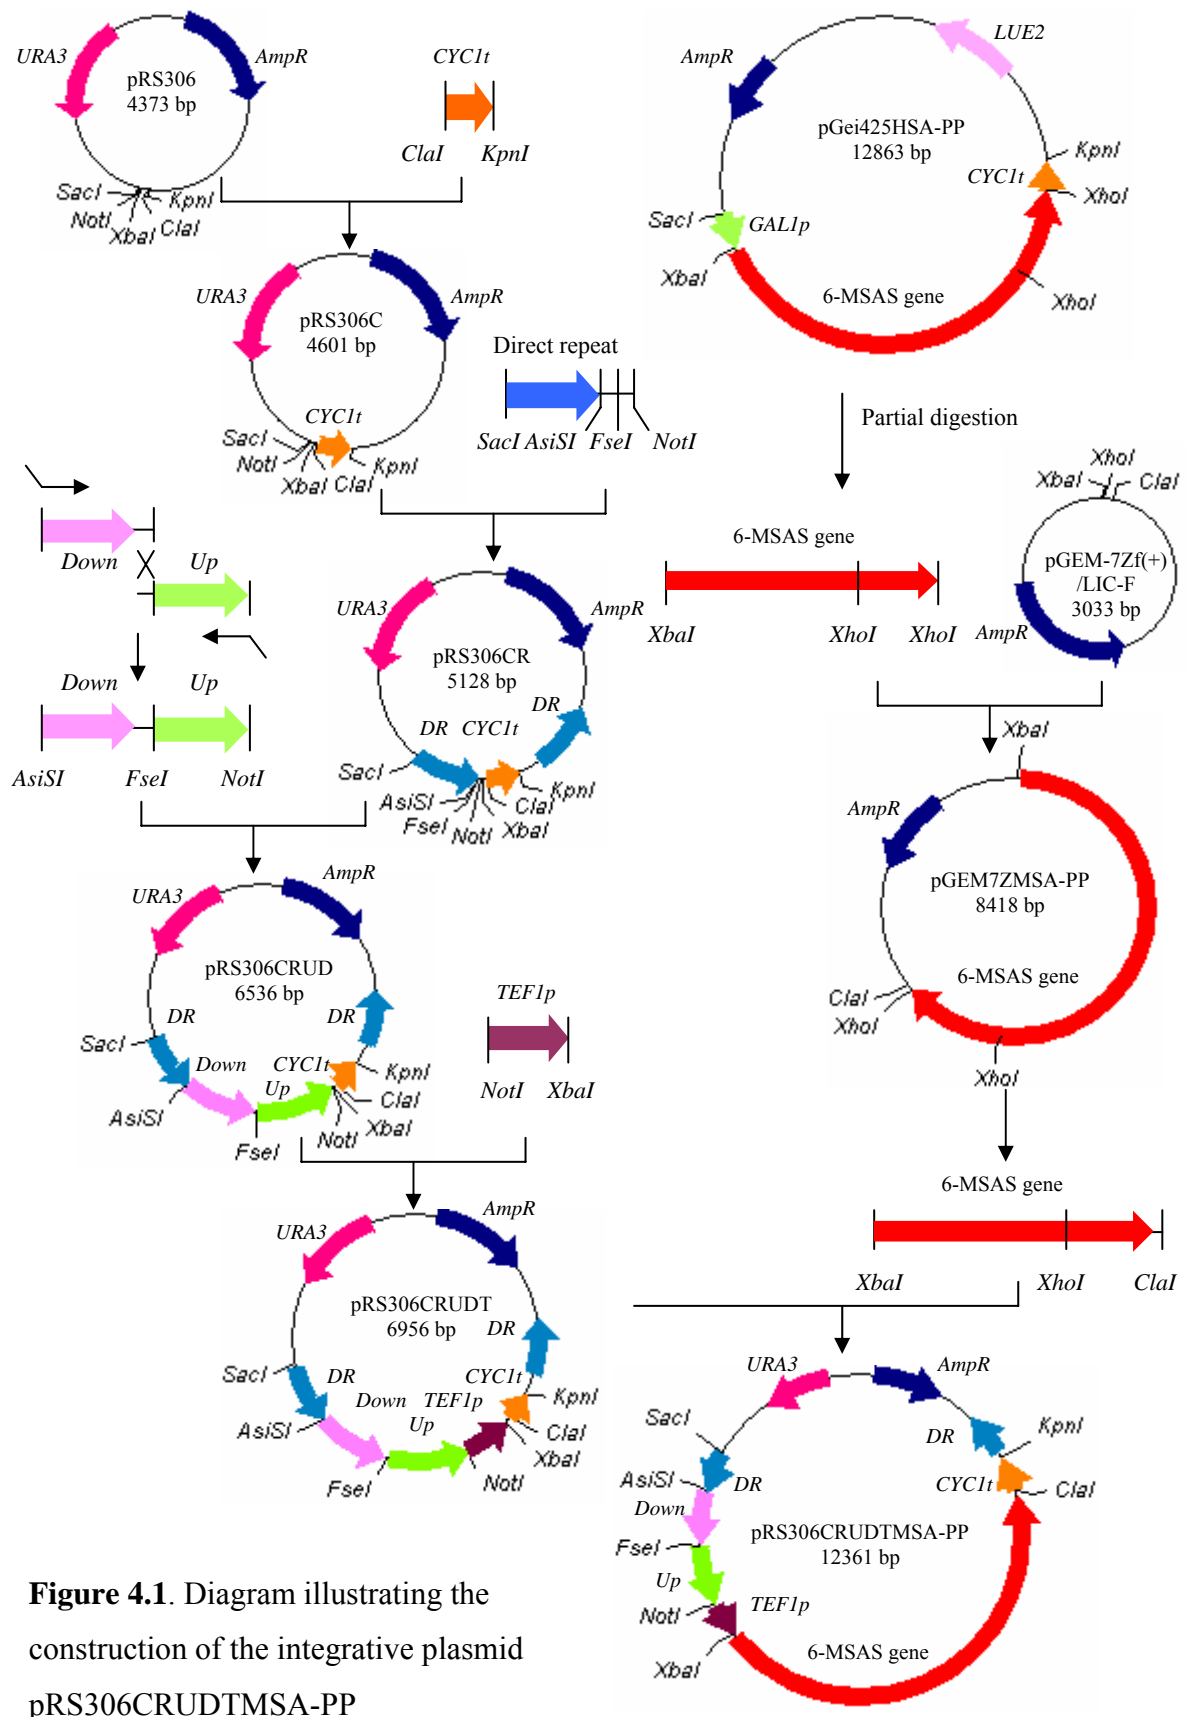 URA3
AmpR
pRS306
4373 bp
SacI
NotI
XbaI
ClaI
KpnI
CYC1t
ClaI
KpnI
LUE2
AmpR
pGei425HSA-PP
12863 bp
KpnI
CYC1t
XhoI
SacI
GAL1p
XbaI
6-MSAS gene
XhoI
URA3
AmpR
pRS306C
4601 bp
CYC1t
SacI
NotI
XbaI
ClaI
KpnI
Direct repeat
SacI AsiSI FseI NotI
Partial digestion
6-MSAS gene
XbaI XhoI XhoI
XhoI
XbaI
ClaI
pGEM-7Zf(+)
/LIC-F
3033 bp
AmpR
Down
Up
Down Up
AsiSI FseI NotI
URA3
AmpR
pRS306CR
5128 bp
DR
DR CYC1t
SacI
AsiSI
FseI
NotI
XbaI
ClaI
KpnI
XbaI
AmpR
pGEM7ZMSA-PP
8418 bp
6-MSAS gene
ClaI
XhoI
XhoI
URA3
AmpR
pRS306CRUD
6536 bp
DR
DR
SacI
Down
CYC1t
Up
KpnI
ClaI
XbaI
NotI
AsiSI
FseI
TEF1p
NotI XbaI
6-MSAS gene
XbaI XhoI ClaI
URA3
AmpR
pRS306CRUDT
6956 bp
DR
SacI
DR
CYC1t
Down TEF1p
Up
KpnI
ClaI
XbaI
AsiSI
FseI
NotI
URA3
AmpR
SacI
DR
KpnI
AsiSI
DR
CYC1t
ClaI
Down
pRS306CRUDTMSA-PP
12361 bp
FseI
Up
NotI
TEF1p
XbaI
6-MSAS gene
Figure 4.1. Diagram illustrating the
construction of the integrative plasmid
pRS306CRUDTMSA-PP